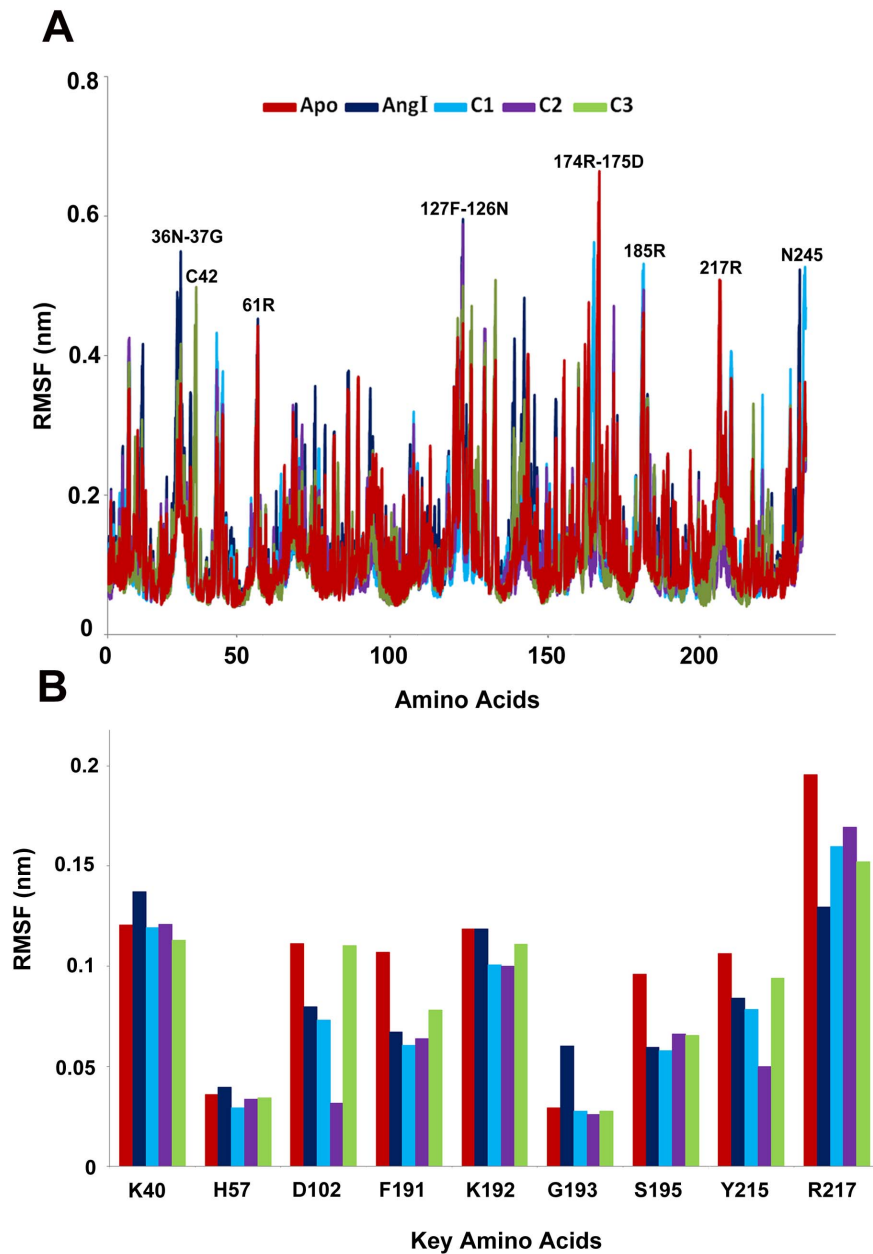 A
0.8
Apo AngI C1 C2 C3
174R-175D
0.6
127F-126N
36N-37G
185R
N245
C42
217R
61R
0.4
RMSF (nm)
0.2
0
0 50 100 150 200
Amino Acids
B
0.2
0.15
RMSF (nm)
0.1
0.05
0
K40 H57 D102 F191 K192 G193 S195 Y215 R217
Key Amino Acids